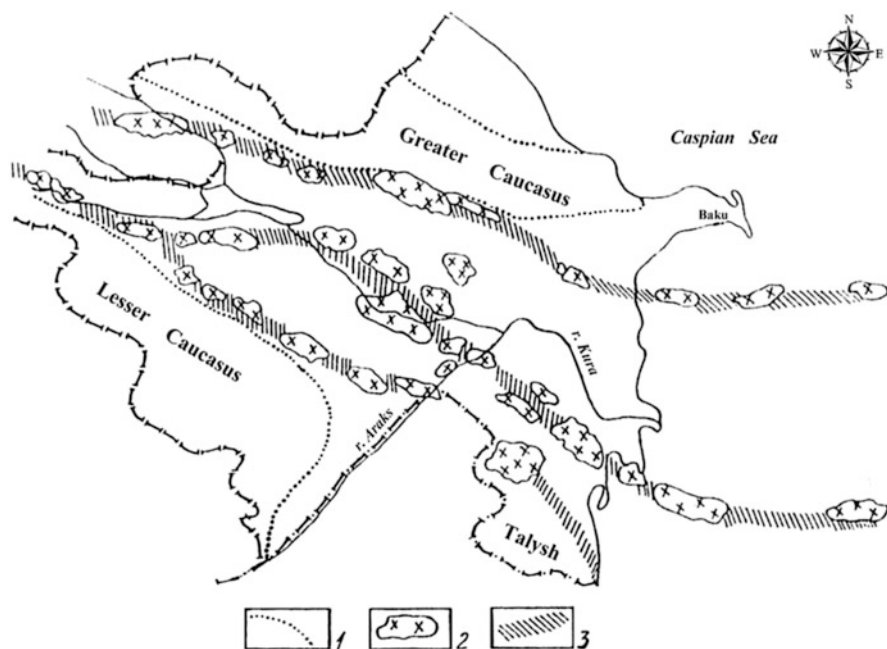 N
W E
S
Caspian Sea
Greater
Caucasus
Baku
Lesser
Caucasus
r. Kura
r. Araks
Talysh
1 2 3